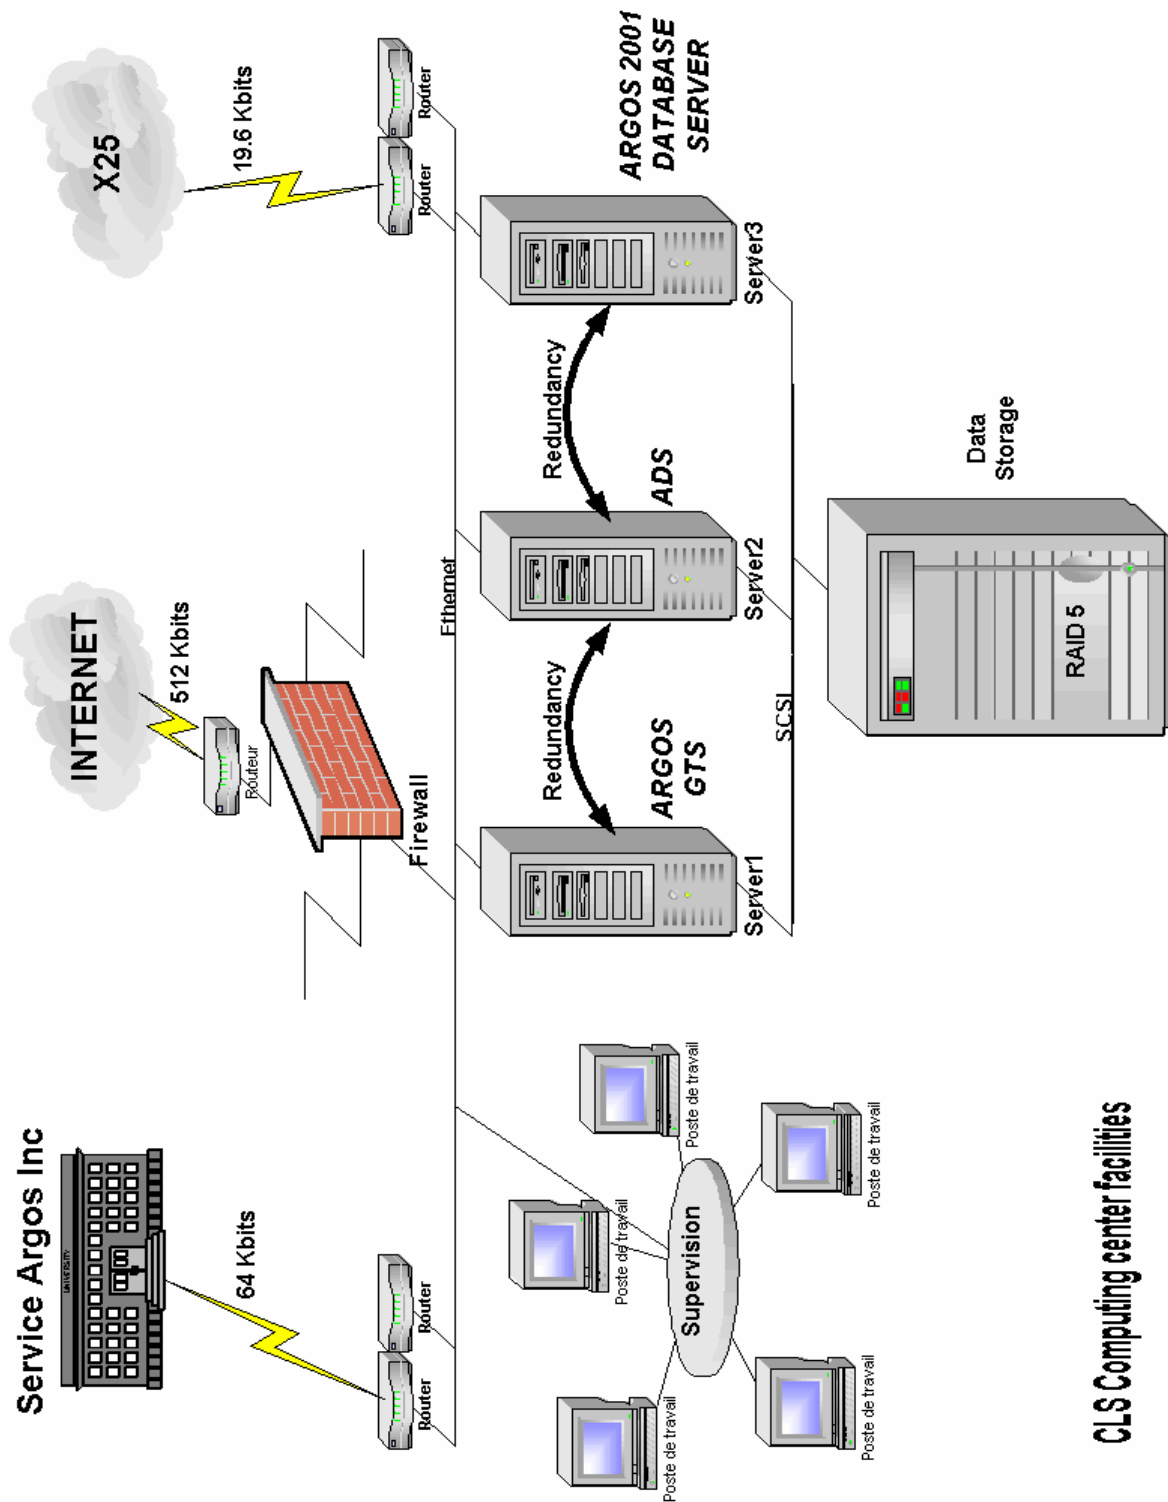 Service Argos Inc
UNIVERSITY
64 Kbits
Router
Router
INTERNET
512 Kbits
Routeur
Firewall
X25
19.6 Kbits
Router
Router
Ethernet
Poste de travail
Poste de travail
Poste de travail
Poste de travail
Poste de travail
Supervision
Server1
ARGOS
GTS
Redundancy
Server2
ADS
Redundancy
Server3
ARGOS 2001
DATABASE
SERVER
SCSI
RAID 5
Data
Storage
CLS Computing center facilities